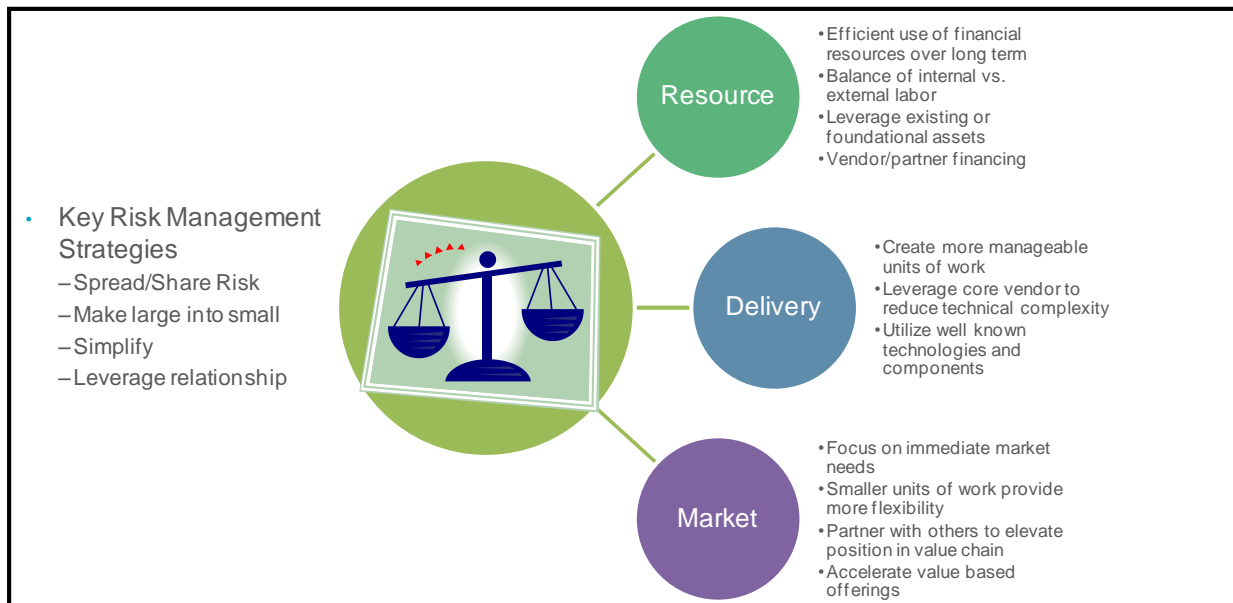 • Key Risk Management
Strategies
–Spread/Share Risk
–Make large into small
–Simplify
–Leverage relationship
Resource
•Efficient use of financial
resources over long term
•Balance of internal vs.
external labor
•Leverage existing or
foundational assets
•Vendor/partner financing
Delivery
•Create more manageable
units of work
•Leverage core vendor to
reduce technical complexity
•Utilize well known
technologies and
components
Market
•Focus on immediate market
needs
•Smaller units of work provide
more flexibility
•Partner with others to elevate
position in value chain
•Accelerate value based
offerings